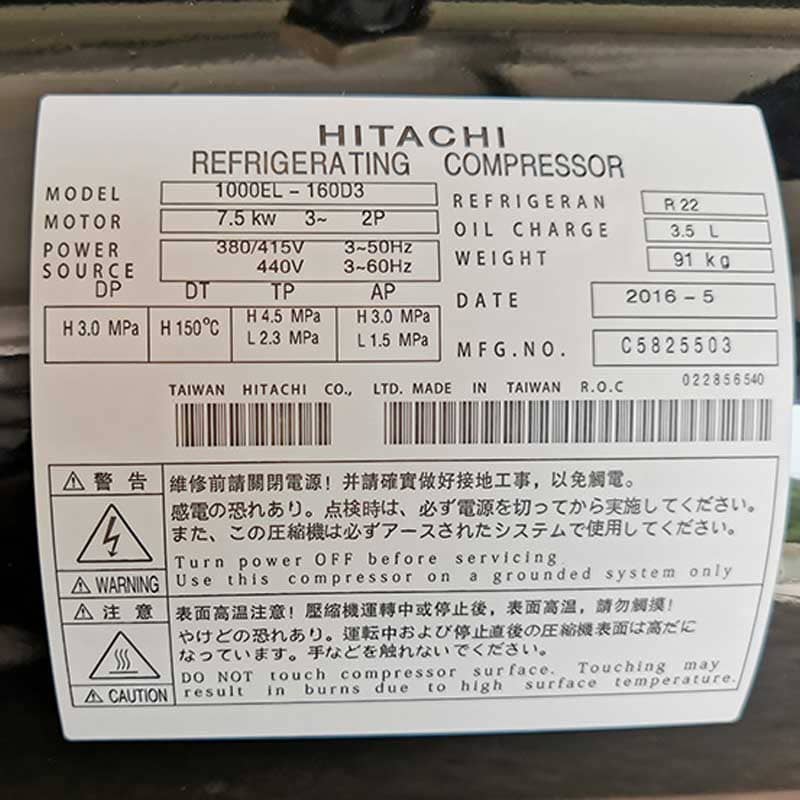 HITACHI
REFRIGERATING COMPRESSOR
MODEL 1000EL-160D3
MOTOR 7.5 kw 3~ 2P
POWER SOURCE 380/415V 3~50Hz
440V 3~60Hz
REFRIGERAN R 22
OIL CHARGE 3.5 L
WEIGHT 91 kg
DP DT TP AP
H 3.0 MPa H 150°C H 4.5 MPa H 3.0 MPa
L 2.3 MPa L 1.5 MPa
DATE 2016-5
MFG.NO. C5825503
TAIWAN HITACHI CO., LTD. MADE IN TAIWAN R.O.C 022856540
⚠ 警告 維修前請關閉電源!并請確實做好接地工事,以免觸電。
感電の恐れあり。点検時は、必ず電源を切ってから実施してください。
また、この圧縮機は必ずアースされたシステムで使用してください。
Turn power OFF before servicing
⚠ WARNING Use this compressor on a grounded system only
⚠ 注意 表面高温注意!壓縮機運轉中或停止後,表面高温,請勿觸摸!
やけどの恐れあり。運転中および停止直後の圧縮機表面は高だに
なっています。手などを触れないでください。
DO NOT touch compressor surface. Touching may
⚠ CAUTION result in burns due to high surface temperature.